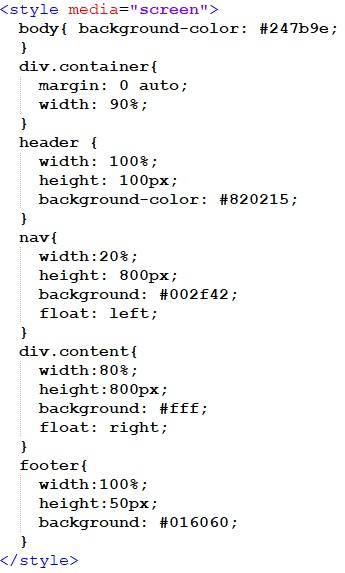 <style media="screen">
body{ background-color: #247b9e;
}
div.container{
margin: 0 auto;
width: 90%;
}
header {
width: 100%;
height: 100px;
background-color: #820215;
}
nav{
width:20%;
height: 800px;
background: #002f42;
float: left;
}
div.content{
width:80%;
height:800px;
background: #fff;
float: right;
}
footer{
width:100%;
height:50px;
background: #016060;
}
</style>